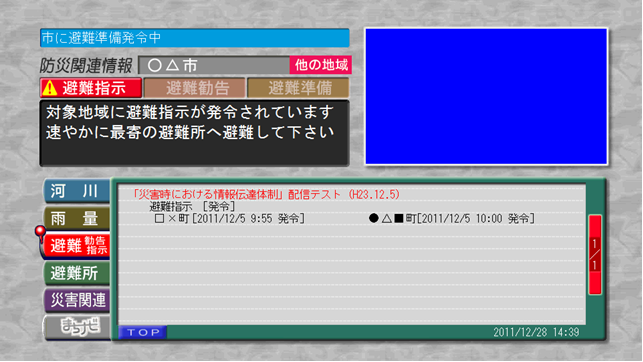 市に避難準備発令中
防災関連情報 ○△市 他の地域
避難指示 避難勧告 避難準備
対象地域に避難指示が発令されています
速やかに最寄の避難所へ避難して下さい
河 川
雨 量
避難 勧告 指示
避難所
災害関連
まちナビ
「災害時における情報伝達体制」配信テスト (H23.12.5)
避難指示 [発令]
□×町[2011/12/5 9:55 発令] ●△■町[2011/12/5 10:00 発令]
1/1
TOP
2011/12/28 14:39